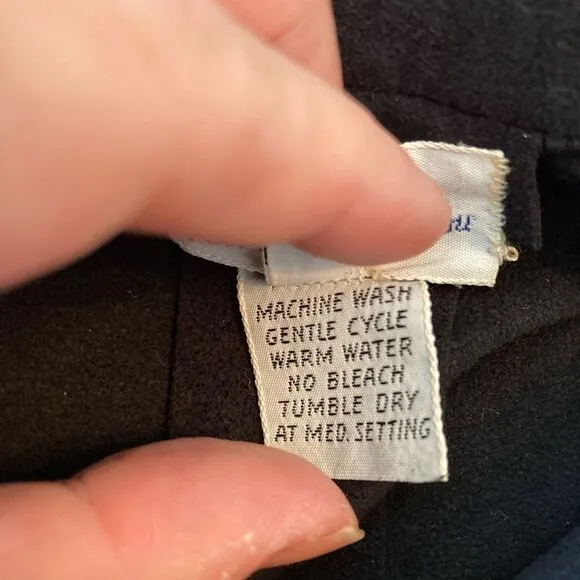 MACHINE WASH
GENTLE CYCLE
WARM WATER
NO BLEACH
TUMBLE DRY
AT MED. SETTING